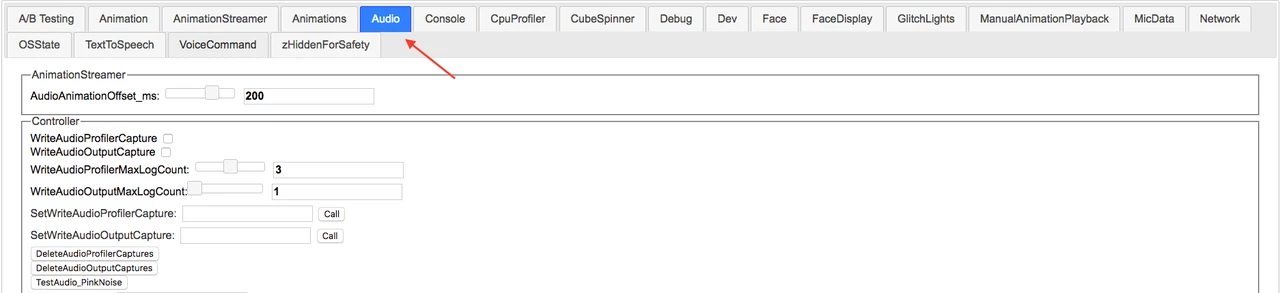 A/B Testing Animation AnimationStreamer Animations Audio Console CpuProfiler CubeSpinner Debug Dev Face FaceDisplay GlitchLights ManualAnimationPlayback MicData Network
OSState TextToSpeech VoiceCommand zHiddenForSafety
AnimationStreamer
AudioAnimationOffset_ms: 200
Controller
WriteAudioProfilerCapture
WriteAudioOutputCapture
WriteAudioProfilerMaxLogCount: 3
WriteAudioOutputMaxLogCount: 1
SetWriteAudioProfilerCapture: Call
SetWriteAudioOutputCapture: Call
DeleteAudioProfilerCaptures
DeleteAudioOutputCaptures
TestAudio_PinkNoise